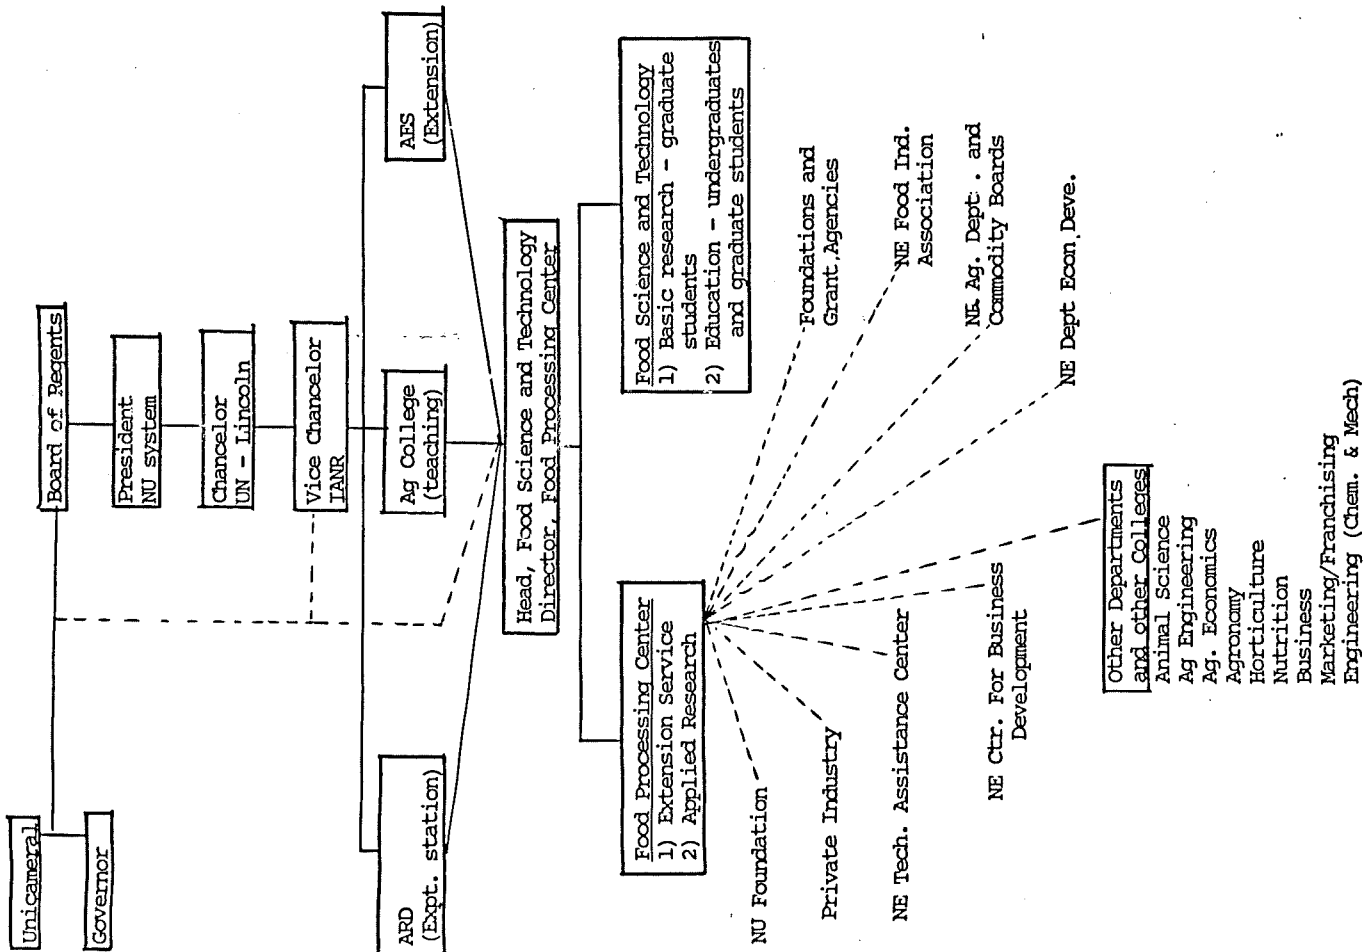 Unicameral
Governor
Board of Regents
President
NU system
Chancelor
UN - Lincoln
Vice Chancelor
IANR
ARD
(Expt. station)
Ag College
(teaching)
AES
(Extension)
Head, Food Science and Technology
Director, Food Processing Center
Food Processing Center
1) Extension Service
2) Applied Research
Food Science and Technology
1) Basic research - graduate
students
2) Education - undergraduates
and graduate students
NU Foundation
Private Industry
NE Tech. Assistance Center
NE Ctr. For Business
Development
Other Departments
and other Colleges
Animal Science
Ag Engineering
Ag. Economics
Agronomy
Horticulture
Nutrition
Business
Marketing/Franchising
Engineering (Chem. & Mech)
NE Dept Econ Deve.
NE Ag. Dept. and
Commodity Boards
NE Food Ind.
Association
Foundations and
Grant Agencies